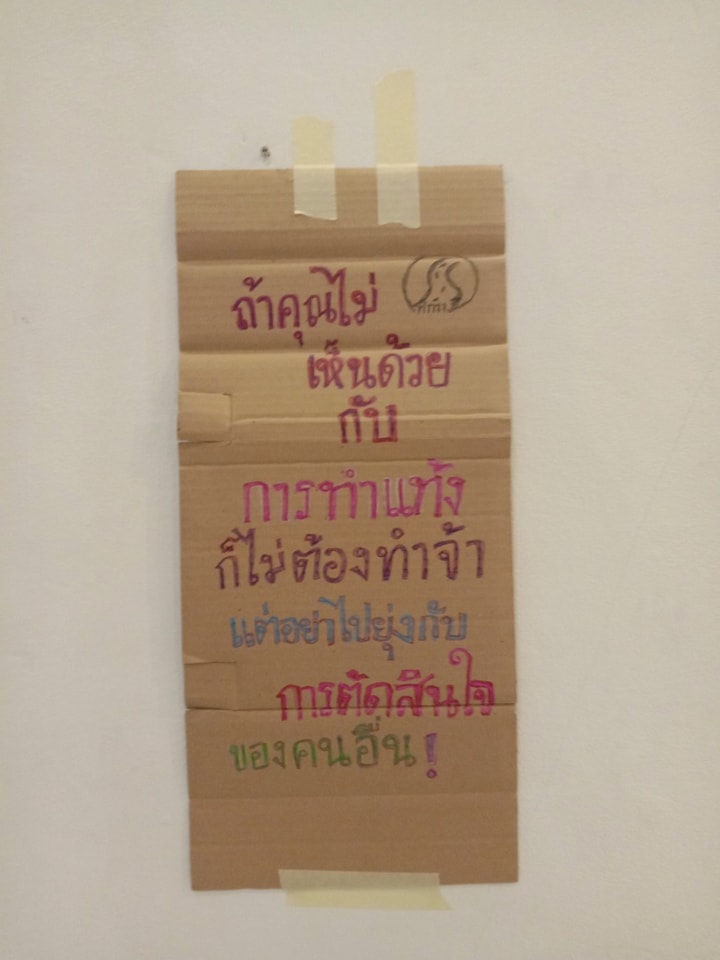 ถ้าคุณไม่
เห็นด้วย
กับ
การทำแท้ง
ก็ไม่ต้องทำจ้า
แต่อย่าไปยุ่งกับ
การตัดสินใจ
ของคนอื่น!